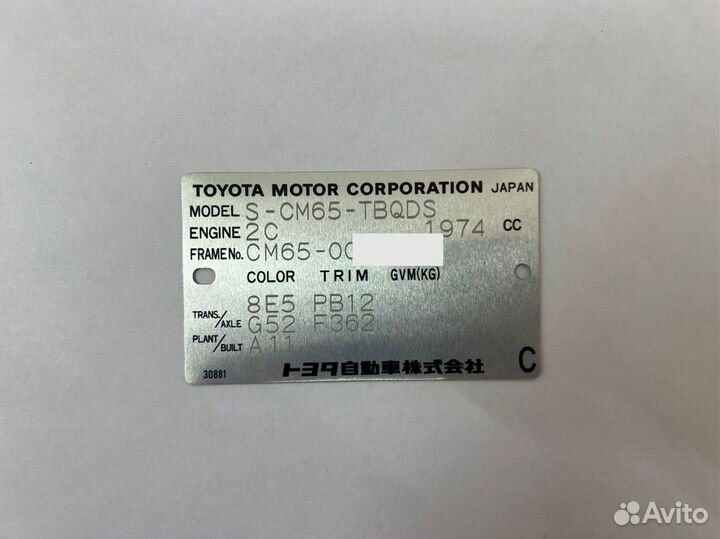 TOYOTA MOTOR CORPORATION JAPAN
MODEL S-CM65-TBQDS
ENGINE 2C 1974 CC
FRAME No. CM65-0
COLOR TRIM GVM(KG)
8E5 PB12
TRANS./AXLE G52 F362
PLANT/BUILT A11
30881 トヨタ自動車株式会社 C
Avito